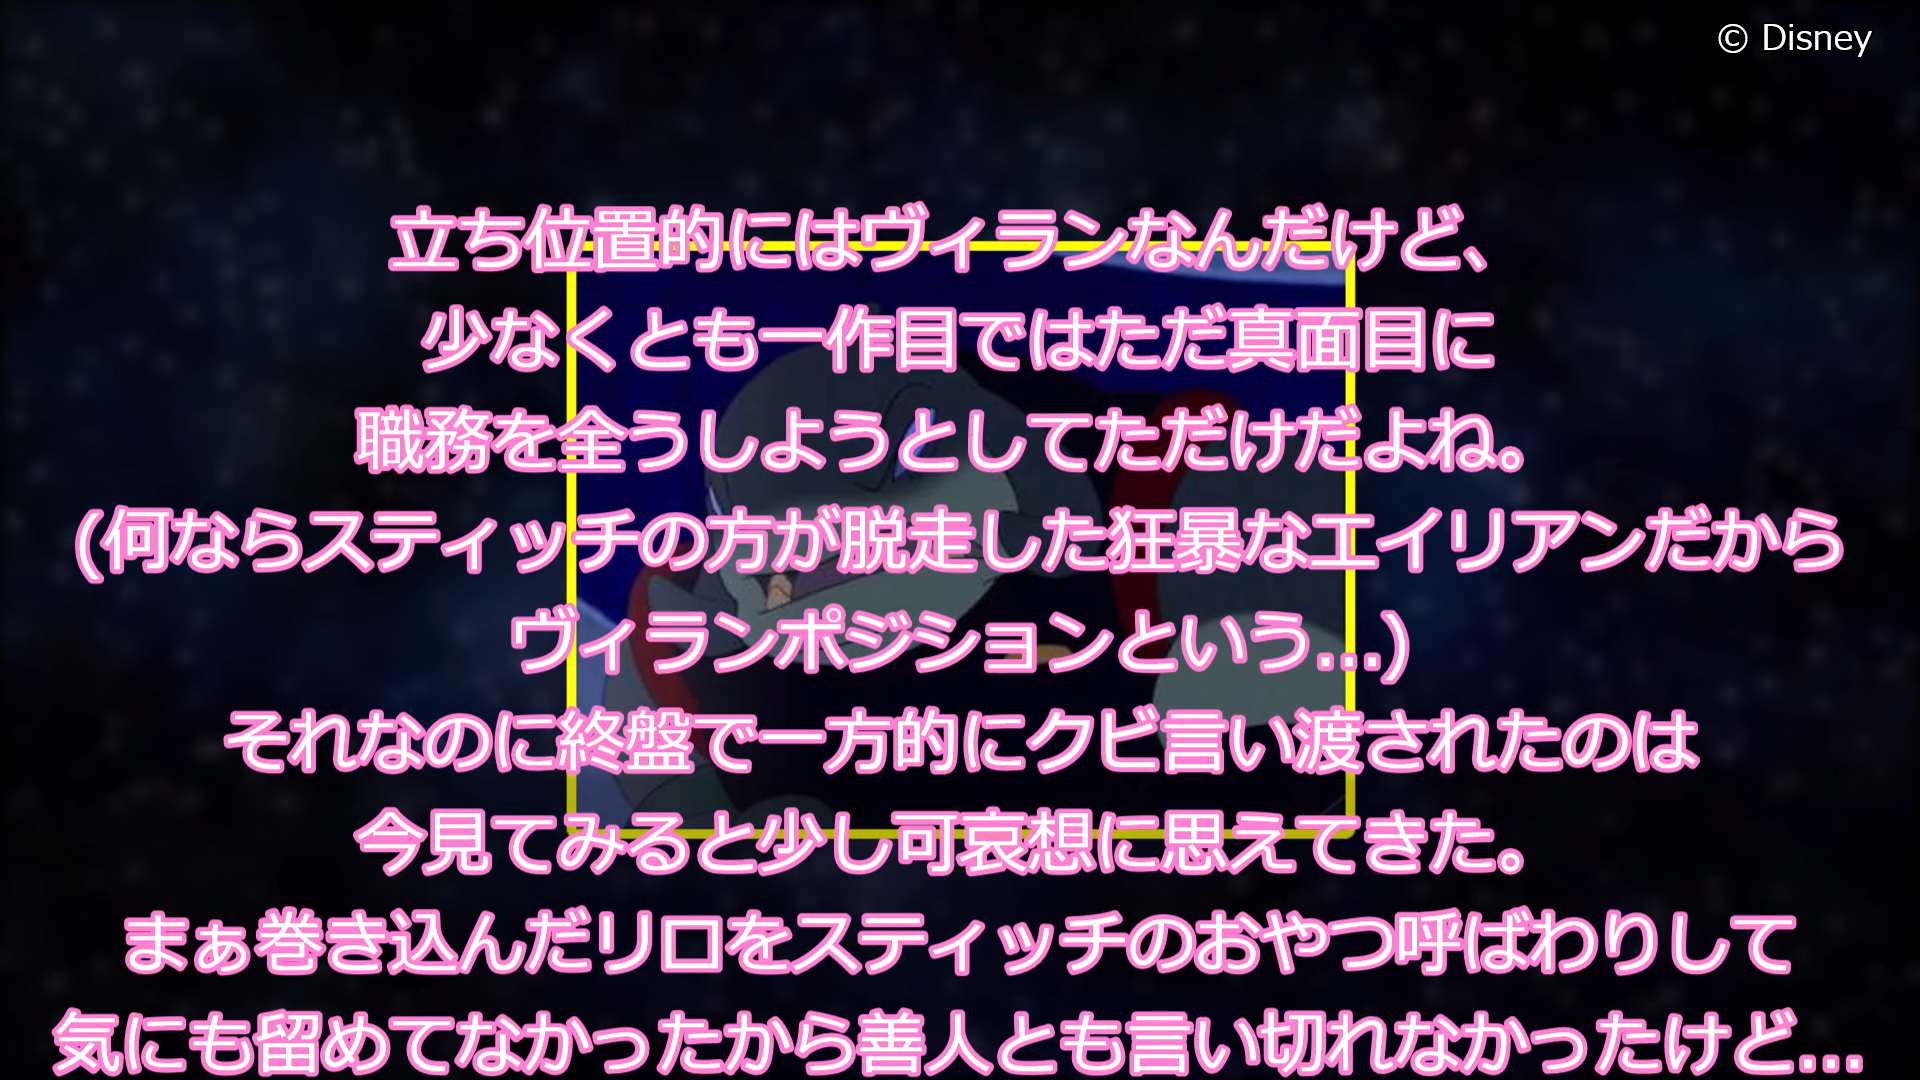 © Disney
立ち位置的にはヴィランなんだけど、
少なくとも一作目ではただ真面目に
職務を全うしようとしてただけだよね。
(何ならスティッチの方が脱走した狂暴なエイリアンだから
ヴィランポジションという...)
それなのに終盤で一方的にクビ言い渡されたのは
今見てみると少し可哀想に思えてきた。
まぁ巻き込んだリロをスティッチのおやつ呼ばわりして
気にも留めてなかったから善人とも言い切れなかったけど...